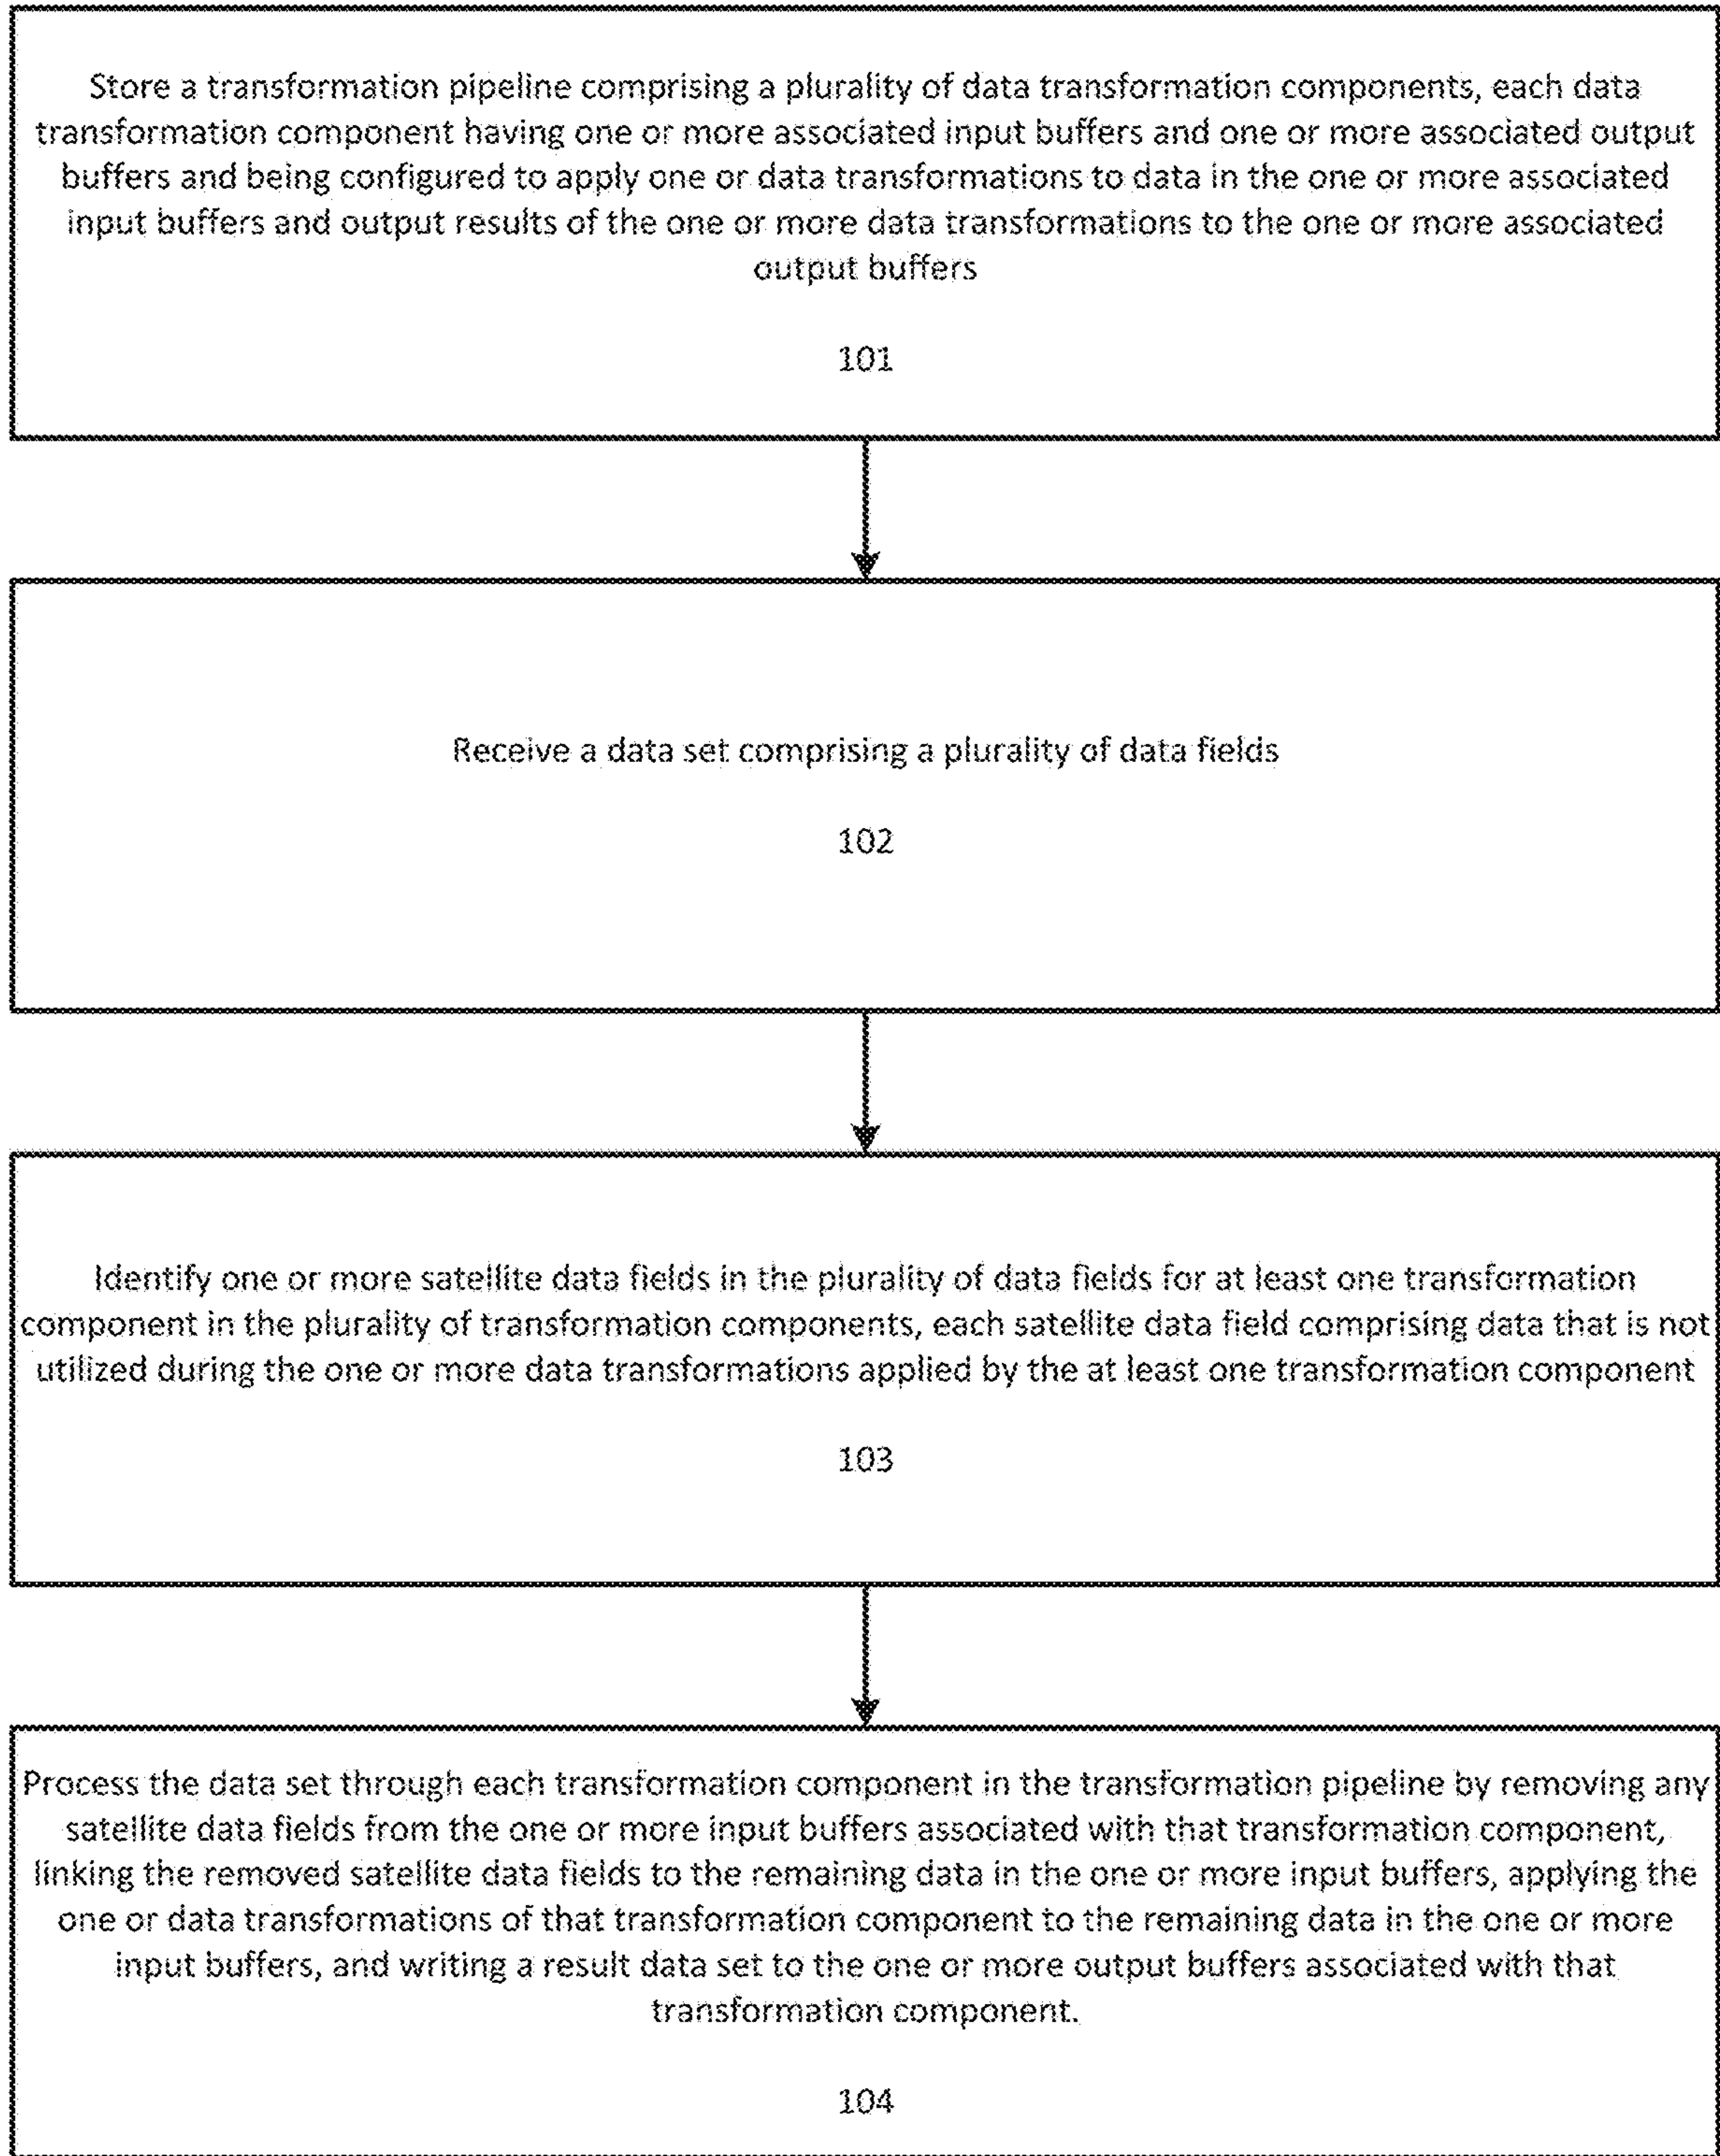 Store a transformation pipeline comprising a plurality of data transformation components, each data
transformation component having one or more associated input buffers and one or more associated output
buffers and being configured to apply one or data transformations to data in the one or more associated
input buffers and output results of the one or more data transformations to the one or more associated
output buffers
101
Receive a data set comprising a plurality of data fields
102
Identify one or more satellite data fields in the plurality of data fields for at least one transformation
component in the plurality of transformation components, each satellite data field comprising data that is not
utilized during the one or more data transformations applied by the at least one transformation component
103
Process the data set through each transformation component in the transformation pipeline by removing any
satellite data fields from the one or more input buffers associated with that transformation component,
linking the removed satellite data fields to the remaining data in the one or more input buffers, applying the
one or data transformations of that transformation component to the remaining data in the one or more
input buffers, and writing a result data set to the one or more output buffers associated with that
transformation component.
104